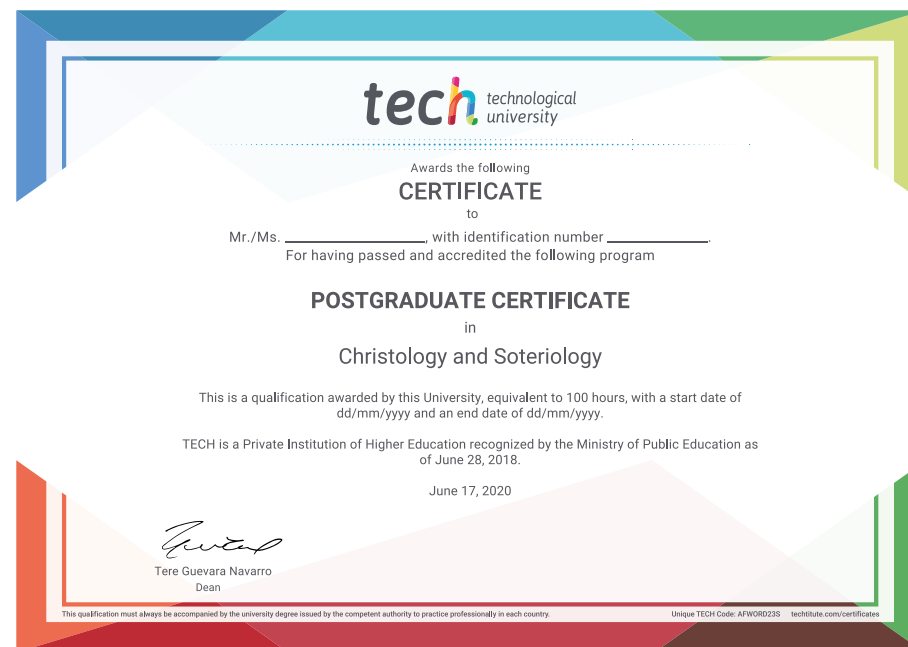 tech technological
university
Awards the following
CERTIFICATE
to
Mr./Ms. ____________________, with identification number ______________.
For having passed and accredited the following program
POSTGRADUATE CERTIFICATE
in
Christology and Soteriology
This is a qualification awarded by this University, equivalent to 100 hours, with a start date of
dd/mm/yyyy and an end date of dd/mm/yyyy.
TECH is a Private Institution of Higher Education recognized by the Ministry of Public Education as
of June 28, 2018.
June 17, 2020
Tere Guevara Navarro
Dean
This qualification must always be accompanied by the university degree issued by the competent authority to practice professionally in each country. Unique TECH Code: AFWORD23S techtitute.com/certificates